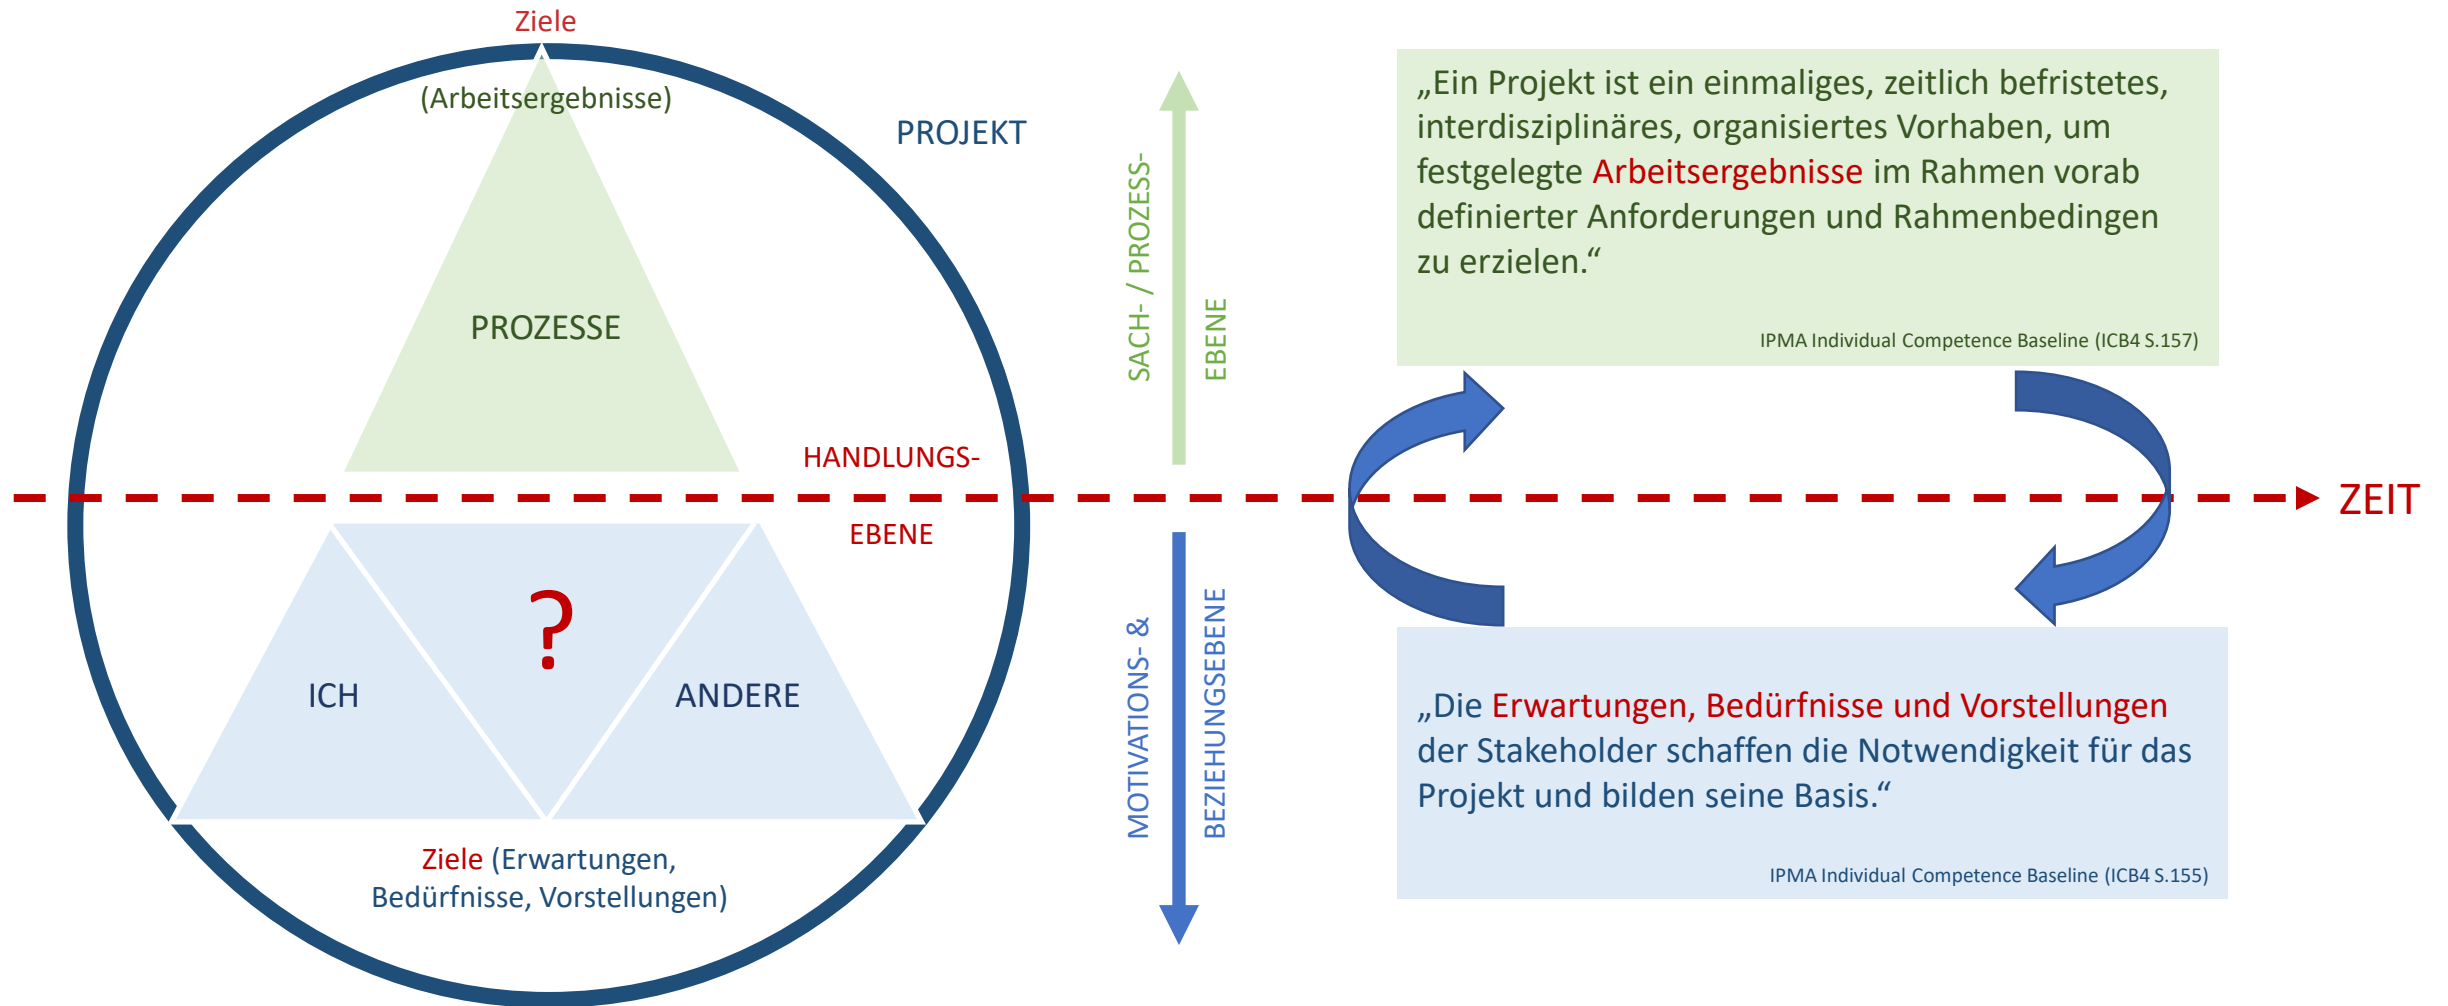 Ziele
(Arbeitsergebnisse)
PROJEKT
PROZESSE
HANDLUNGS-
EBENE
?
ICH
ANDERE
Ziele (Erwartungen,
Bedürfnisse, Vorstellungen)
SACH- / PROZESS-
EBENE
MOTIVATIONS- &
BEZIEHUNGSEBENE
„Ein Projekt ist ein einmaliges, zeitlich befristetes,
interdisziplinäres, organisiertes Vorhaben, um
festgelegte Arbeitsergebnisse im Rahmen vorab
definierter Anforderungen und Rahmenbedingen
zu erzielen.“
IPMA Individual Competence Baseline (ICB4 S.157)
ZEIT
„Die Erwartungen, Bedürfnisse und Vorstellungen
der Stakeholder schaffen die Notwendigkeit für das
Projekt und bilden seine Basis.“
IPMA Individual Competence Baseline (ICB4 S.155)